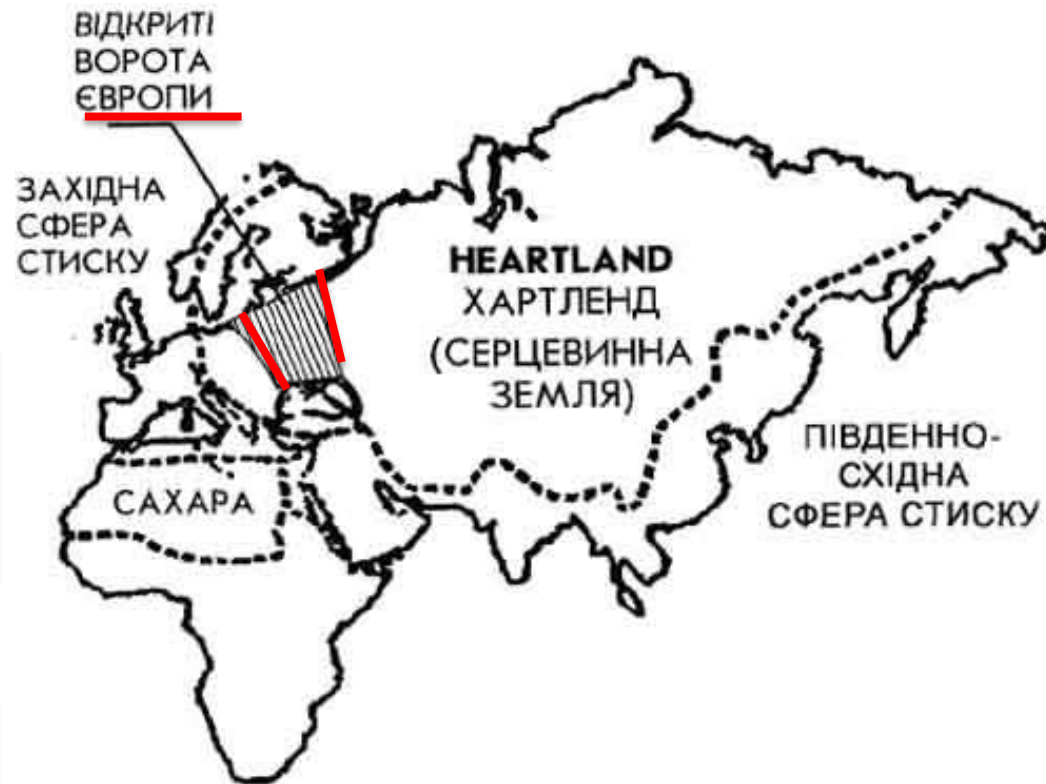 ВІДКРИТІ
ВОРОТА
ЄВРОПИ
ЗАХІДНА
СФЕРА
СТИСКУ
HEARTLAND
ХАРТЛЕНД
(СЕРЦЕВИННА
ЗЕМЛЯ)
ПІВДЕННО-
СХІДНА
СФЕРА СТИСКУ
САХАРА